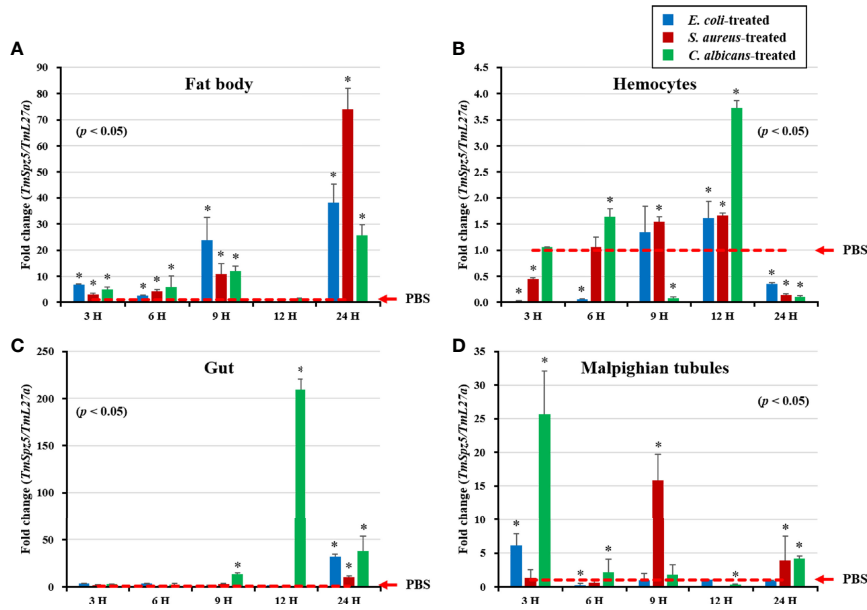 E. coli-treated
S. aureus-treated
C. albicans-treated
A
Fat body
(p < 0.05)
Fold change (TmSpz5/TmL27a)
90
80
70
60
50
40
30
20
10
0
* * * * * * * * * * * *
3 H 6 H 9 H 12 H 24 H
PBS
B
Hemocytes
(p < 0.05)
Fold change (TmSpz5/TmL27a)
4.5
4.0
3.5
3.0
2.5
2.0
1.5
1.0
0.5
0.0
* * * * * * * * * * * * *
3 H 6 H 9 H 12 H 24 H
PBS
C
Gut
(p < 0.05)
Fold change (TmSpz5/TmL27a)
250
200
150
100
50
0
* * * * *
3 H 6 H 9 H 12 H 24 H
PBS
D
Malpighian tubules
(p < 0.05)
Fold change (TmSpz5/TmL27a)
35
30
25
20
15
10
5
0
* * * * * * * *
3 H 6 H 9 H 12 H 24 H
PBS